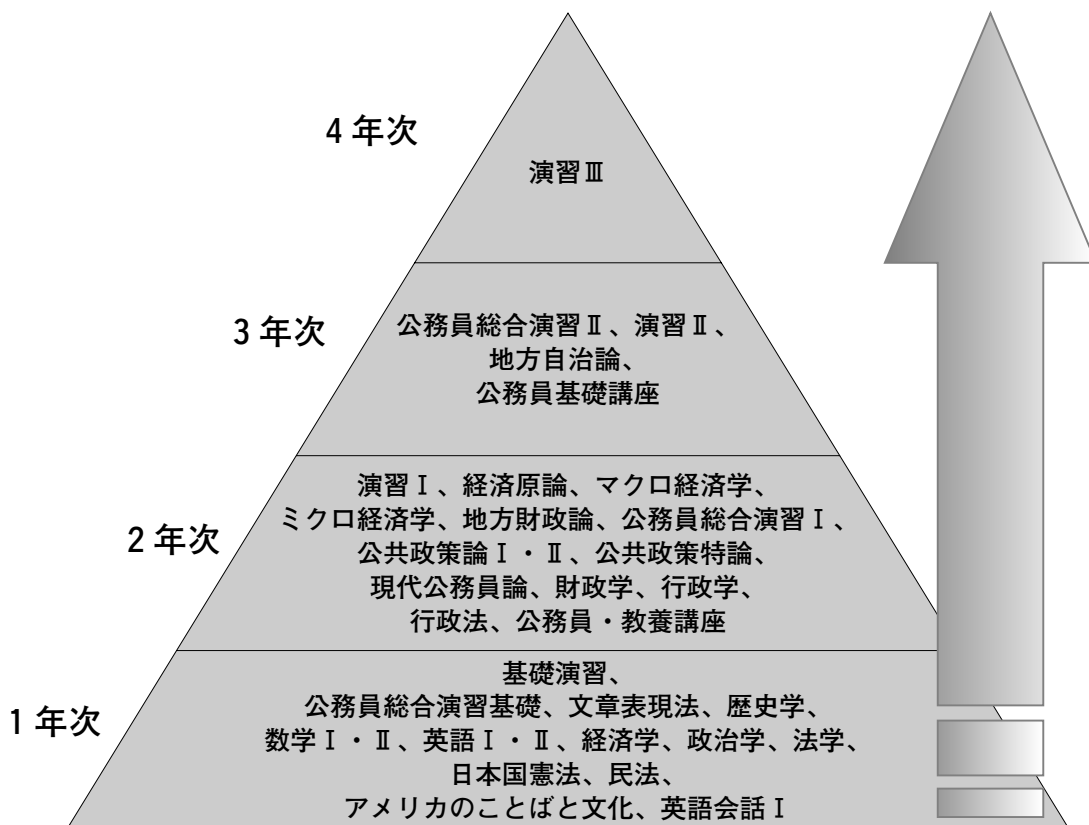 4年次
演習Ⅲ
3年次
公務員総合演習Ⅱ、演習Ⅱ、
地方自治論、
公務員基礎講座
2年次
演習Ⅰ、経済原論、マクロ経済学、
ミクロ経済学、地方財政論、公務員総合演習Ⅰ、
公共政策論Ⅰ・Ⅱ、公共政策特論、
現代公務員論、財政学、行政学、
行政法、公務員・教養講座
1年次
基礎演習、
公務員総合演習基礎、文章表現法、歴史学、
数学Ⅰ・Ⅱ、英語Ⅰ・Ⅱ、経済学、政治学、法学、
日本国憲法、民法、
アメリカのことばと文化、英語会話Ⅰ